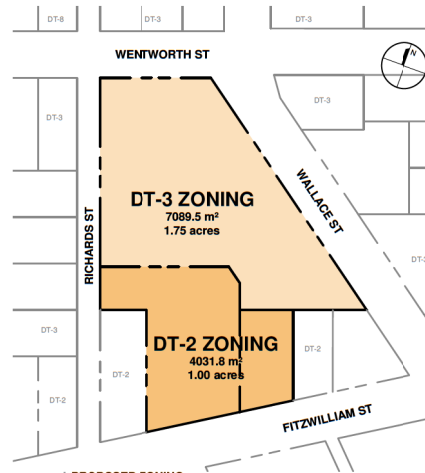 DT-8
DT-3
DT-3
WENTWORTH ST
N
DT-3
DT-3
WALLACE ST
DT-3 ZONING
7089.5 m²
1.75 acres
RICHARDS ST
DT-3
DT-3
DT-2 ZONING
4031.8 m²
1.00 acres
DT-2
DT-2
DT-2
FITZWILLIAM ST